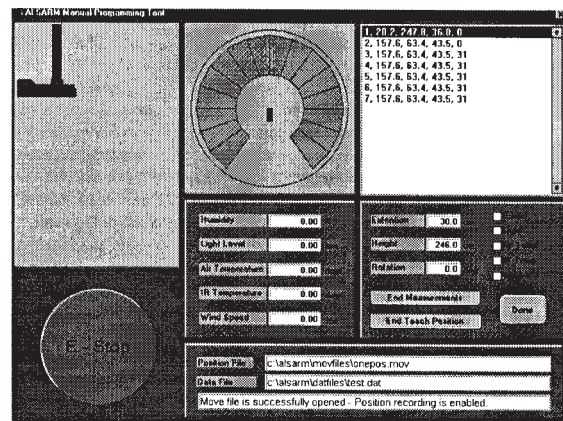 ALSARM Manual Programming Tool
1, 20.2, 247.8, 36.0, 0
2, 157.6, 63.4, 43.5, 0
3, 157.6, 63.4, 43.5, 31
4, 157.6, 63.4, 43.5, 31
5, 157.6, 63.4, 43.5, 31
6, 157.6, 63.4, 43.5, 31
7, 157.6, 63.4, 43.5, 31
Humidity 0.00
Light Level 0.00
Air Temperature 0.00
IR Temperature 0.00
Wind Speed 0.00
Extention 30.0
Height 246.0
Rotation 0.0
End Measurements
End Teach Position
Done
E - Stop
Position File c:\alsarm\movfiles\onepos.mov
Data File c:\alsarm\datfiles\test.dat
Move file is successfully opened - Position recording is enabled.